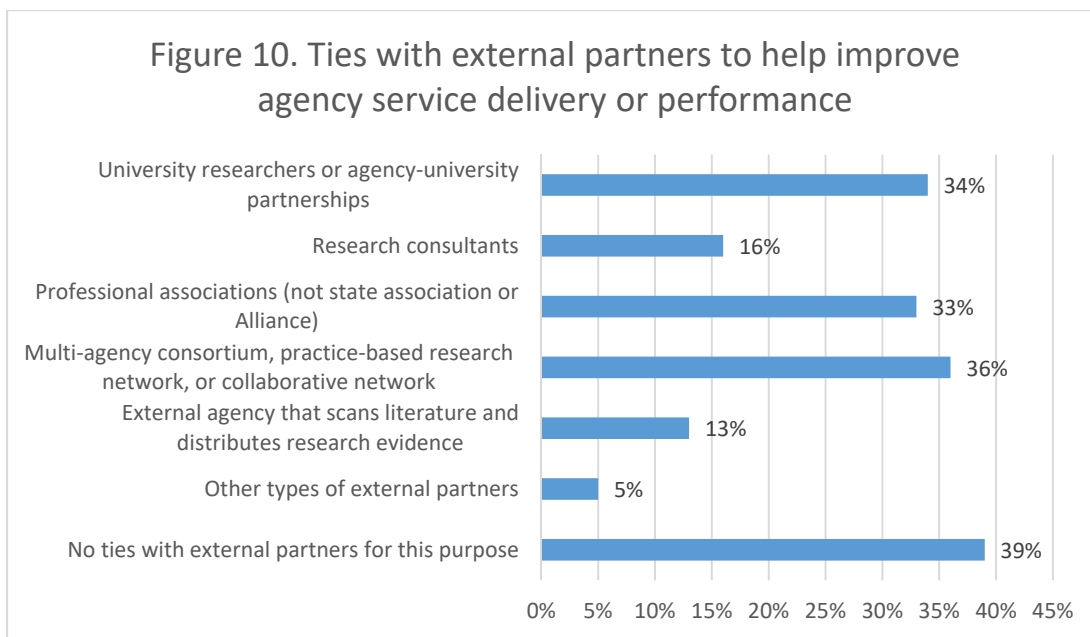 Figure 10. Ties with external partners to help improve
agency service delivery or performance
University researchers or agency-university
partnerships
34%
Research consultants
16%
Professional associations (not state association or
Alliance)
33%
Multi-agency consortium, practice-based research
network, or collaborative network
36%
External agency that scans literature and
distributes research evidence
13%
Other types of external partners
5%
No ties with external partners for this purpose
39%
0% 5% 10% 15% 20% 25% 30% 35% 40% 45%